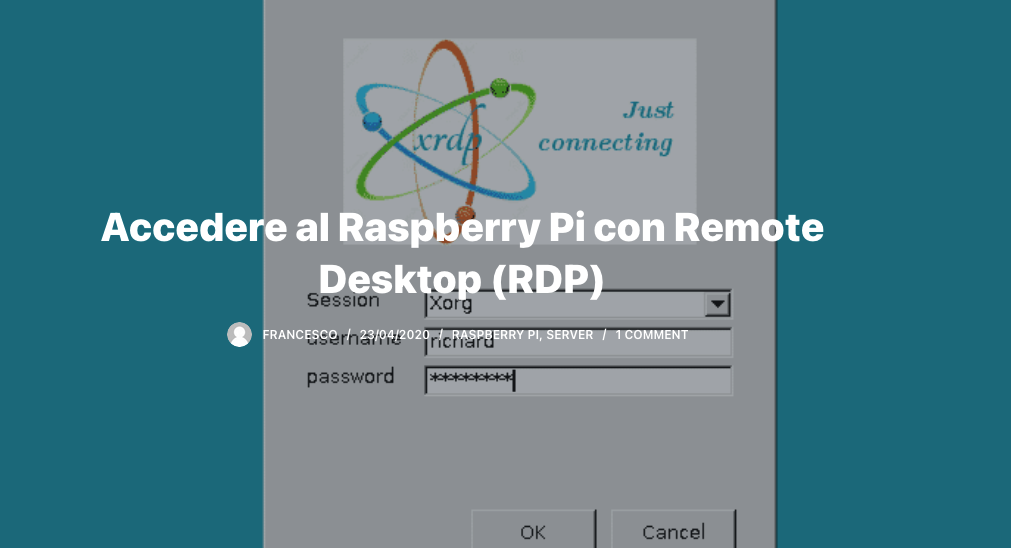 Just
connecting
xrdp
Accedere al Raspberry Pi con Remote
Desktop (RDP)
Session Xorg
FRANCESCO / 23/04/2020 / RASPBERRY PI, SERVER / 1 COMMENT
username richard
password *********
OK Cancel